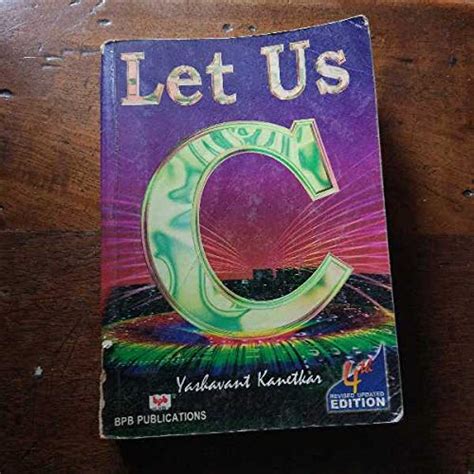 Let Us
C
Yashavant Kanetkar
4th
REVISED UPDATED
EDITION
bpb
BPB PUBLICATIONS